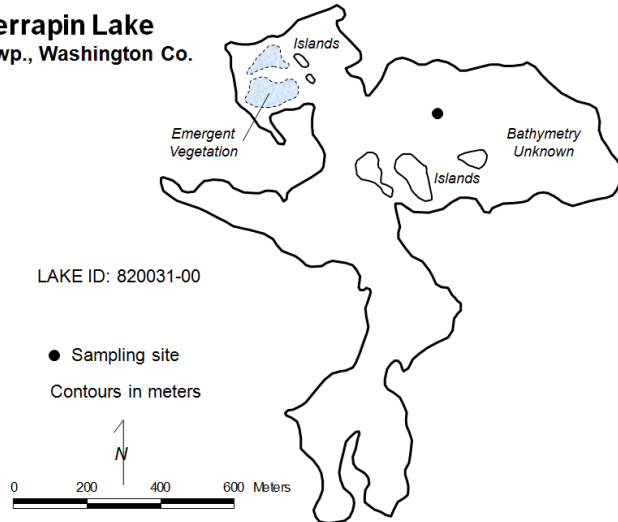 errapin Lake
wp., Washington Co.
Islands
Emergent
Vegetation
Bathymetry
Unknown
Islands
LAKE ID: 820031-00
Sampling site
Contours in meters
N
0 200 400 600 Meters